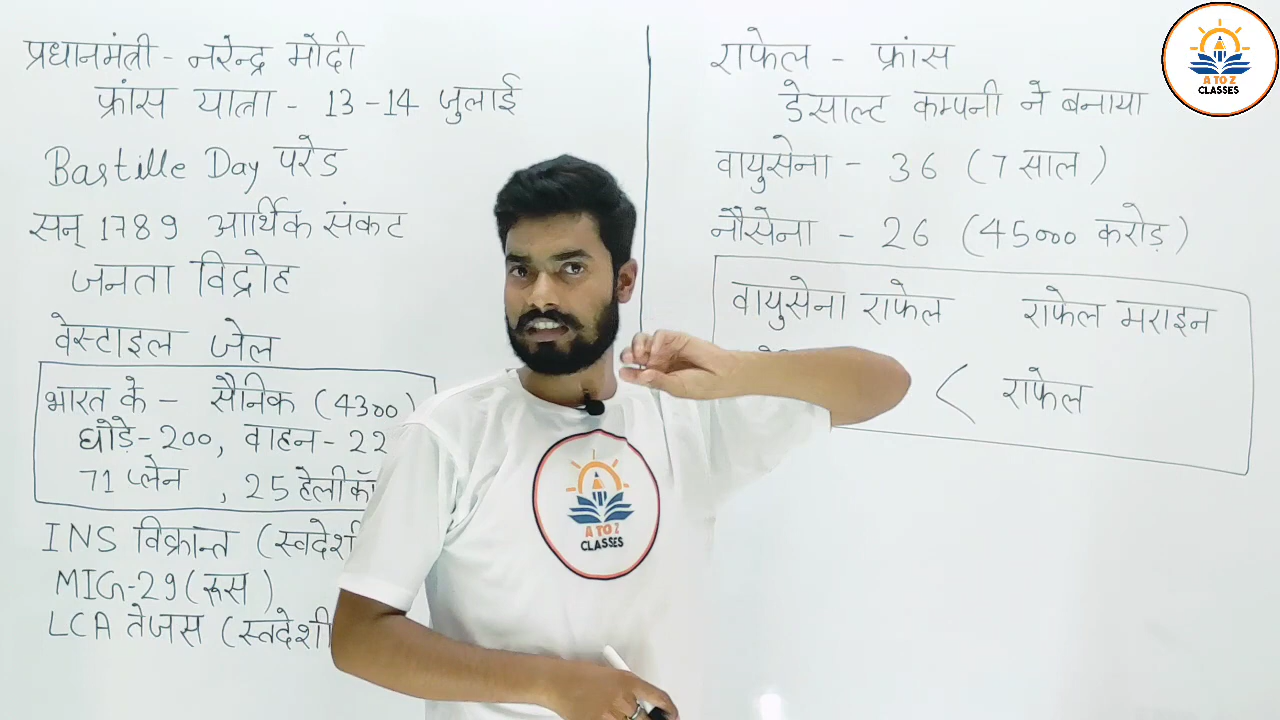 प्रधानमंत्री - नरेन्द्र मोदी
फ्रांस यात्रा - 13-14 जुलाई
Bastille Day परेड
सन् 1789 आर्थिक संकट
जनता विद्रोह
वेस्टाइल जेल
भारत के - सैनिक (4300)
घोड़े-200, वाहन-22
71 प्लेन , 25 हेलीकॉ
INS विक्रान्त (स्वदेशी
MIG-29 (रूस)
LCA तेजस (स्वदेशी
राफेल - फ्रांस
डेसाल्ट कम्पनी ने बनाया
वायुसेना - 36 (7 साल)
नौसेना - 26 (45000 करोड़)
वायुसेना राफेल राफेल मराइन
< राफेल
A TO Z
CLASSES
A TO Z
CLASSES